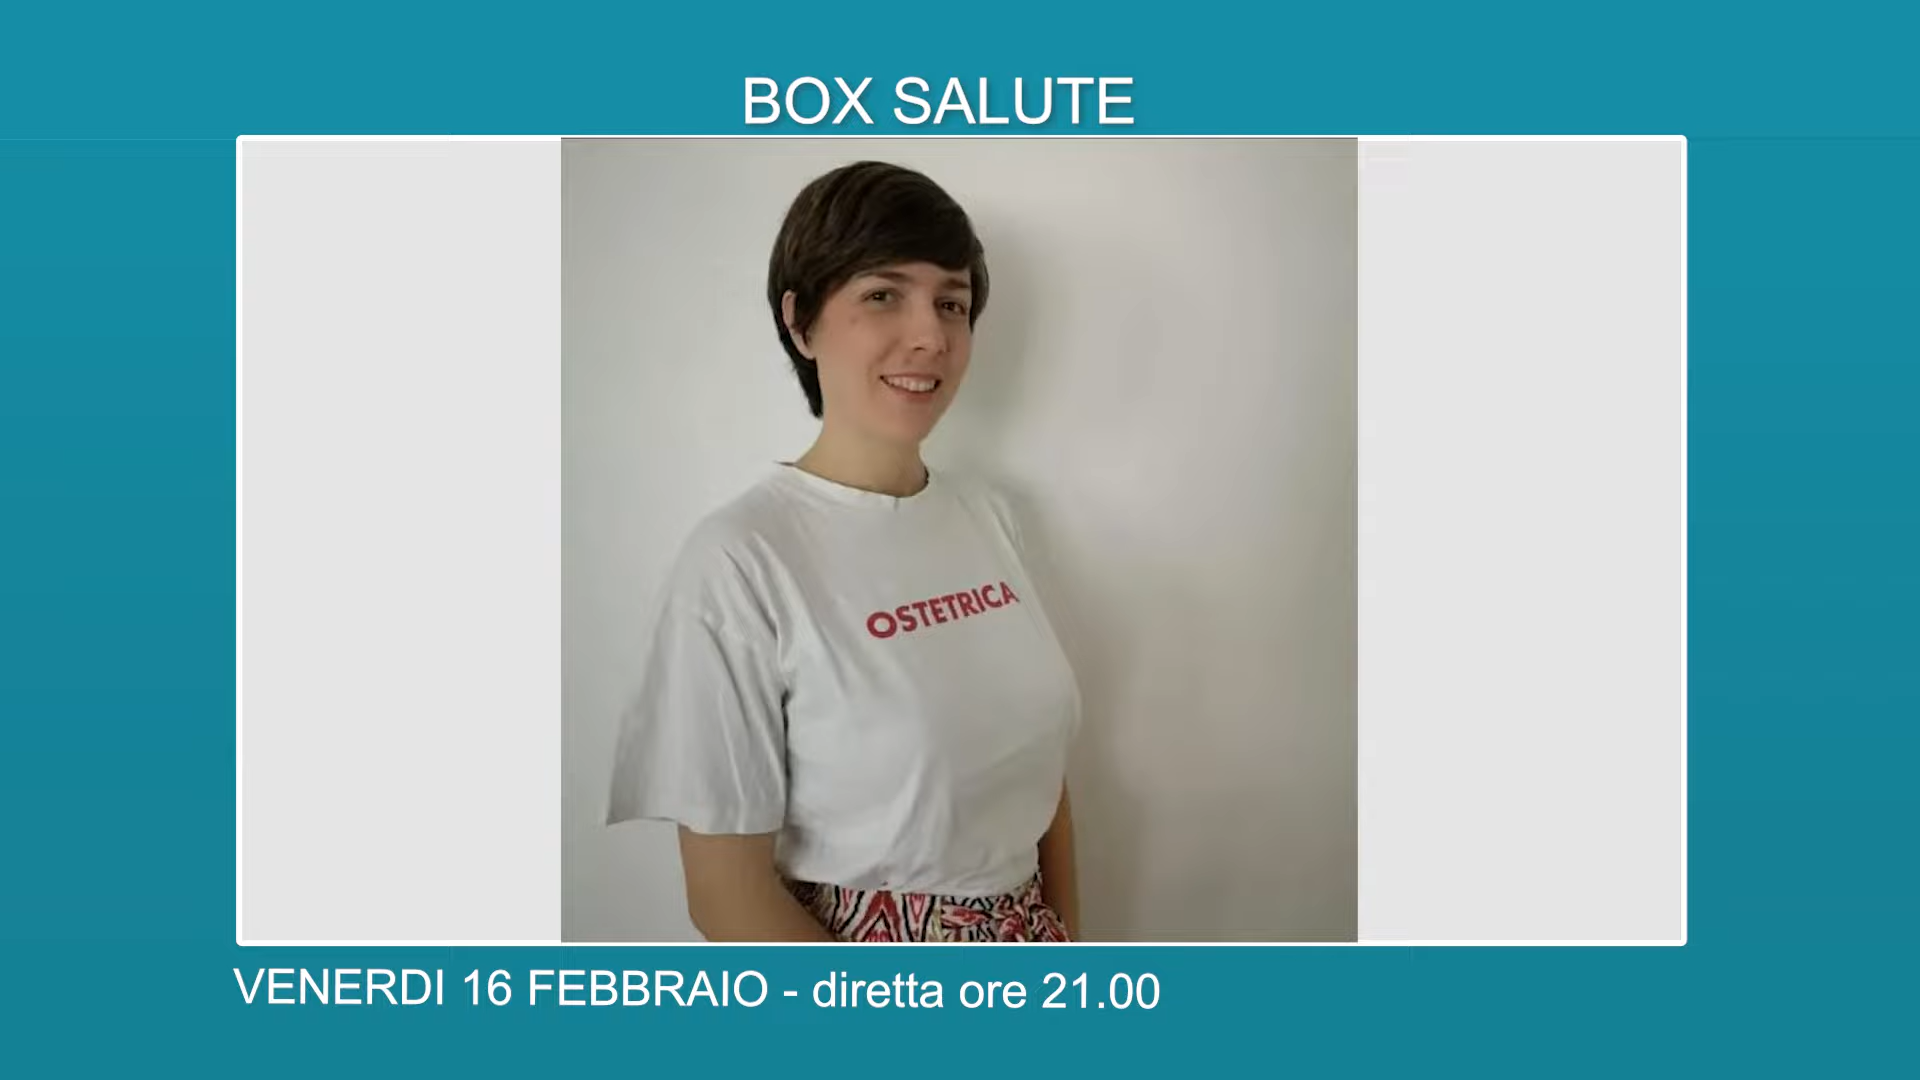 BOX SALUTE
OSTETRICA
VENERDI 16 FEBBRAIO - diretta ore 21.00